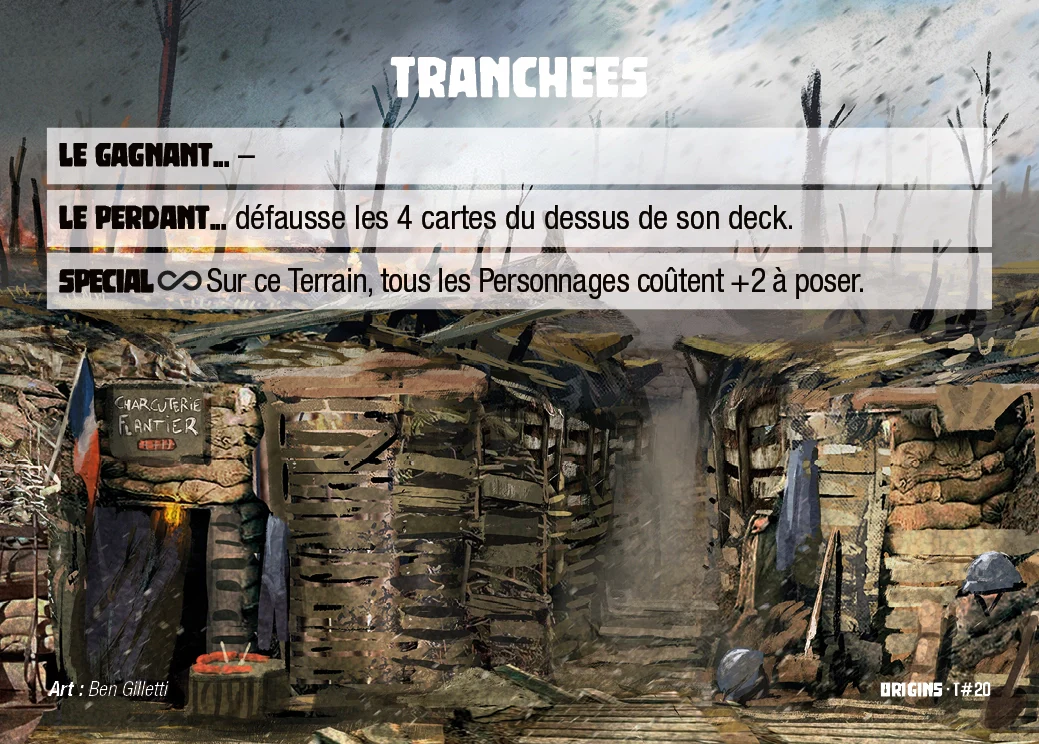 TRANCHEES
LE GAGNANT... –
LE PERDANT... défausse les 4 cartes du dessus de son deck.
SPECIAL ∞ Sur ce Terrain, tous les Personnages coûtent +2 à poser.
CHARCUTERIE
PLANTIER
Art : Ben Gilletti
ORIGINS · T#20